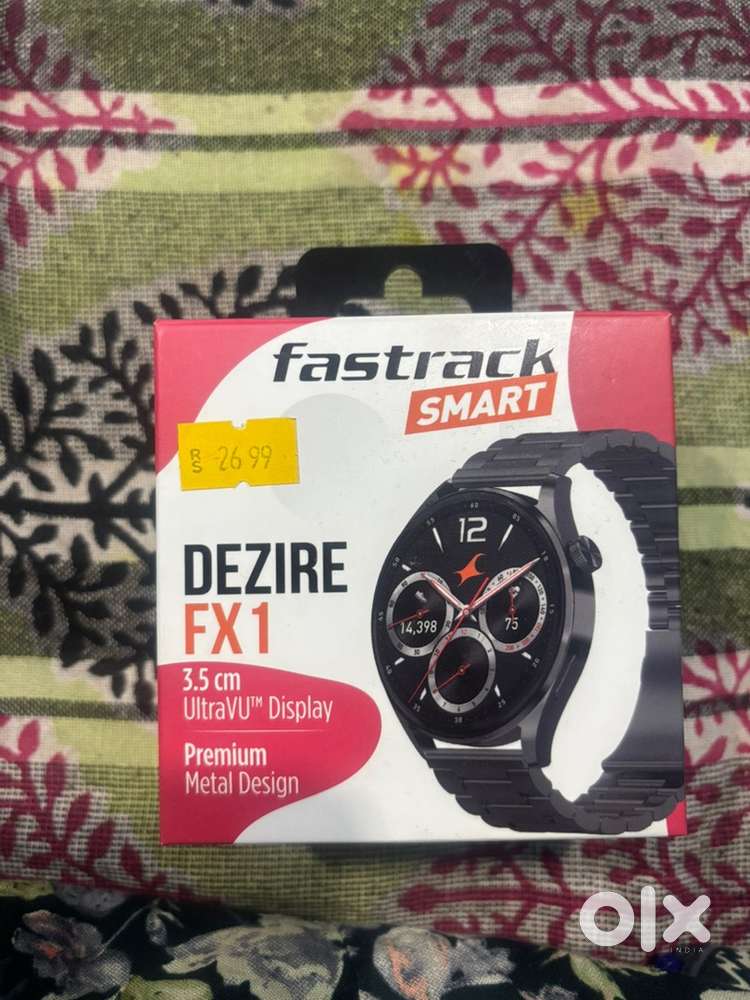 fastrack
SMART
RS 2699
DEZIRE
FX1
3.5 cm
UltraVU™ Display
Premium
Metal Design
12
14,398
75
olx
INDIA